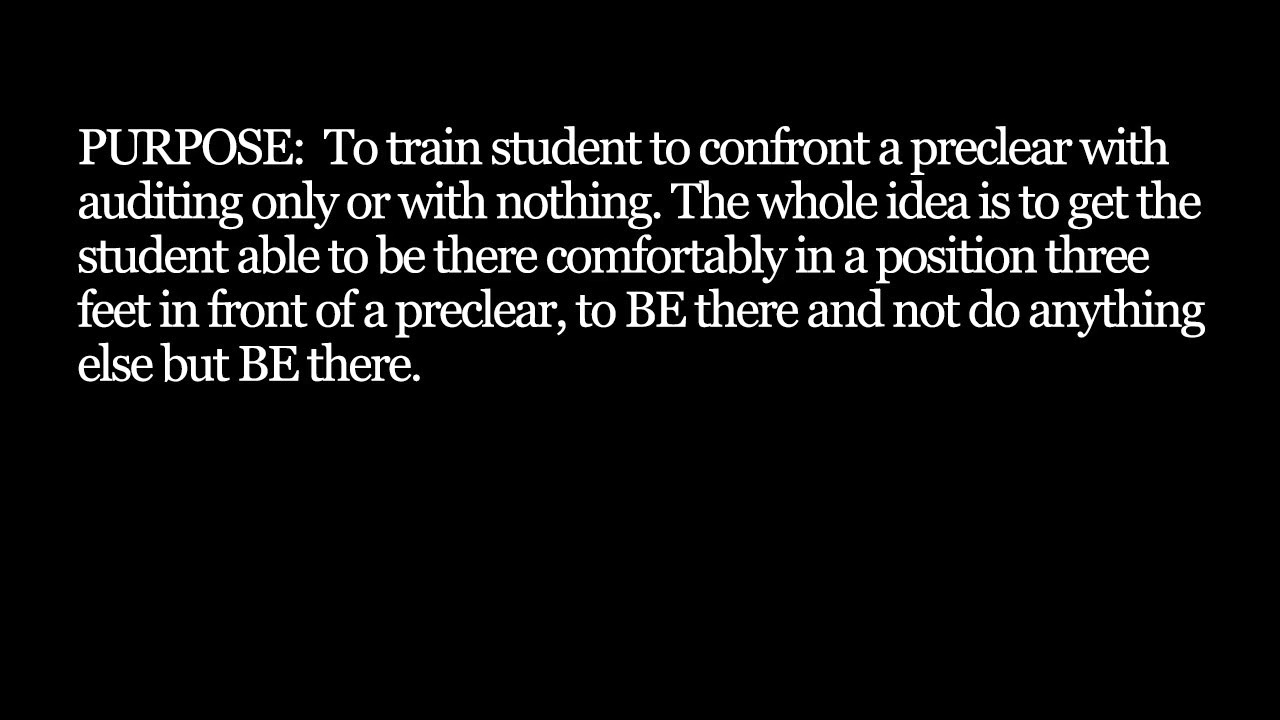 PURPOSE:  To train student to confront a preclear with
auditing only or with nothing. The whole idea is to get the
student able to be there comfortably in a position three
feet in front of a preclear, to BE there and not do anything
else but BE there.